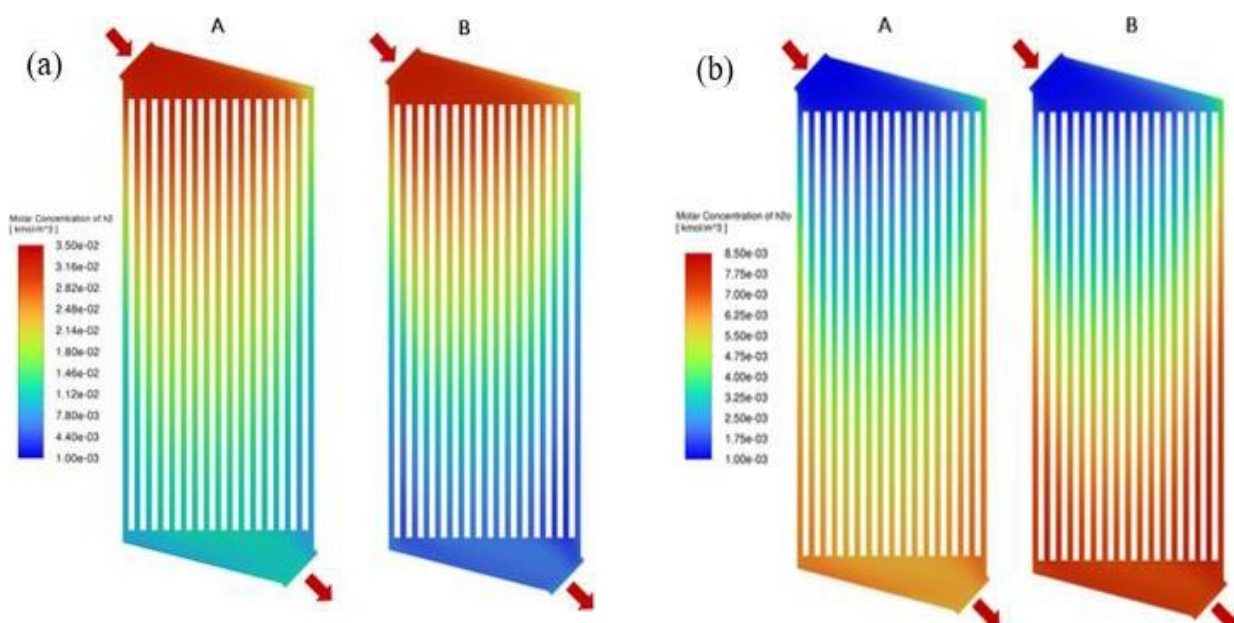 A
B
(a)
Molar Concentration of h2
[ kmol/m^3 ]
3.50e-02
3.16e-02
2.82e-02
2.48e-02
2.14e-02
1.80e-02
1.46e-02
1.12e-02
7.80e-03
4.40e-03
1.00e-03
A
B
(b)
Molar Concentration of h2o
[ kmol/m^3 ]
8.50e-03
7.75e-03
7.00e-03
6.25e-03
5.50e-03
4.75e-03
4.00e-03
3.25e-03
2.50e-03
1.75e-03
1.00e-03